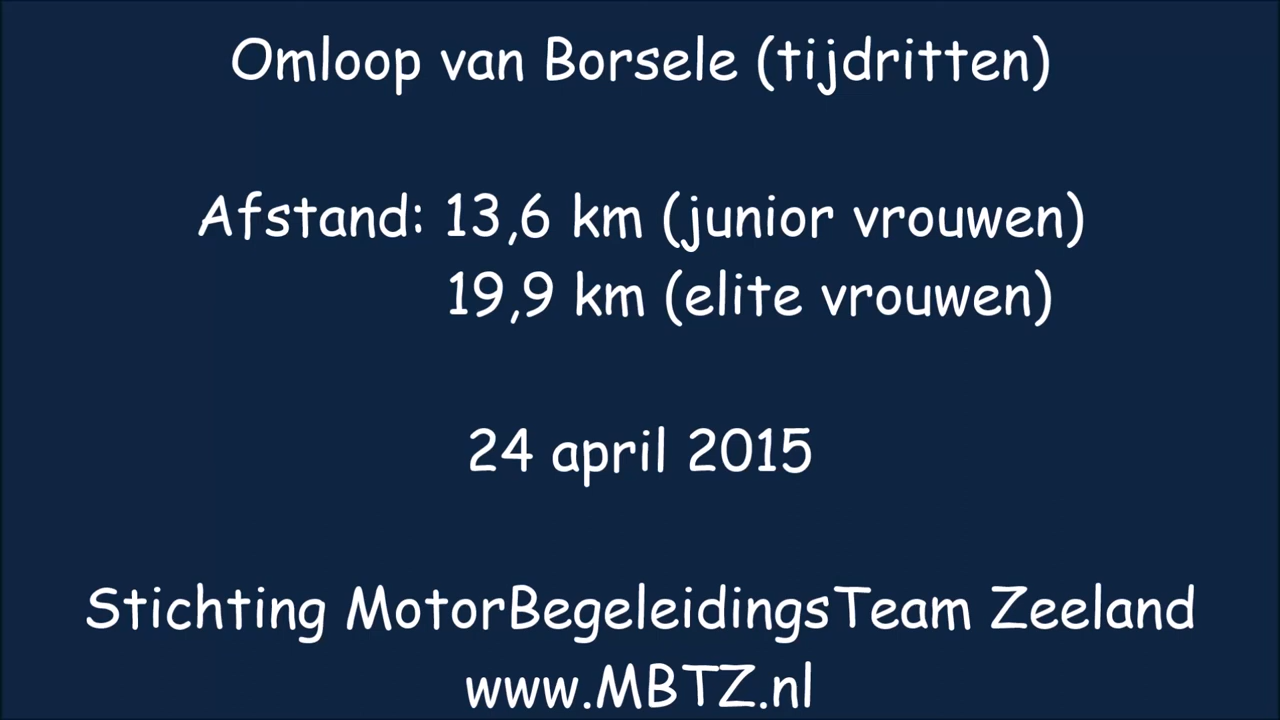 Omloop van Borsele (tijdritten)
Afstand: 13,6 km (junior vrouwen)
19,9 km (elite vrouwen)
24 april 2015
Stichting MotorBegeleidingsTeam Zeeland
www.MBTZ.nl